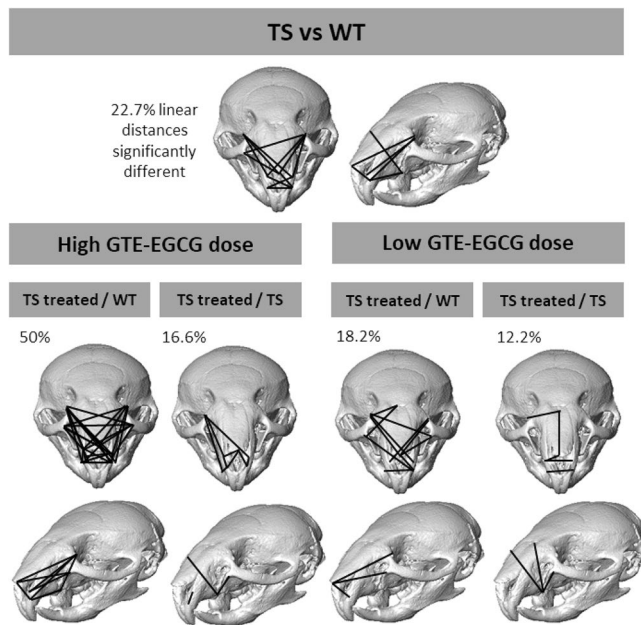 TS vs WT
22.7% linear
distances
significantly
different
High GTE-EGCG dose
Low GTE-EGCG dose
TS treated / WT
TS treated / TS
TS treated / WT
TS treated / TS
50%
16.6%
18.2%
12.2%